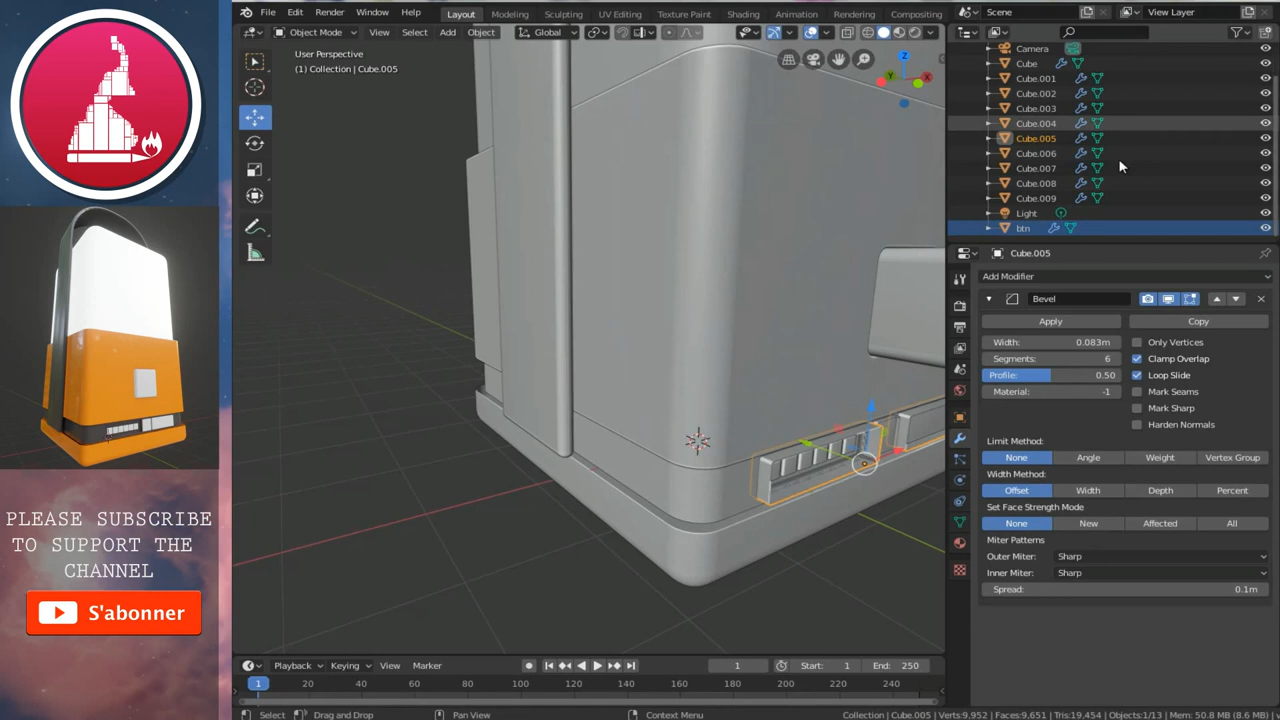 File Edit Render Window Help
Layout Modeling Sculpting UV Editing Texture Paint Shading Animation Rendering Compositing
Scene
View Layer
Object Mode View Select Add Object
Global
User Perspective
(1) Collection | Cube.005
Z
Y
X
Camera
Cube
Cube.001
Cube.002
Cube.003
Cube.004
Cube.005
Cube.006
Cube.007
Cube.008
Cube.009
Light
btn
Cube.005
Add Modifier
Bevel
Apply
Copy
Width: 0.083m
Only Vertices
Segments: 6
Clamp Overlap
Profile: 0.50
Loop Slide
Material: -1
Mark Seams
Mark Sharp
Harden Normals
Limit Method:
None Angle Weight Vertex Group
Width Method:
Offset Width Depth Percent
Set Face Strength Mode
None New Affected All
Miter Patterns
Outer Miter: Sharp
Inner Miter: Sharp
Spread: 0.1m
PLEASE SUBSCRIBE
TO SUPPORT THE
CHANNEL
S'abonner
Playback Keying View Marker
1
Start: 1
End: 250
1 20 40 60 80 100 120 140 160 180 200 220 240
Select
Drag and Drop
Pan View
Context Menu
Collection | Cube.005 | Verts:9,952 | Faces:9,651 | Tris:19,454 | Objects:1/13 | Mem: 50.8 MB (8.6 MB)